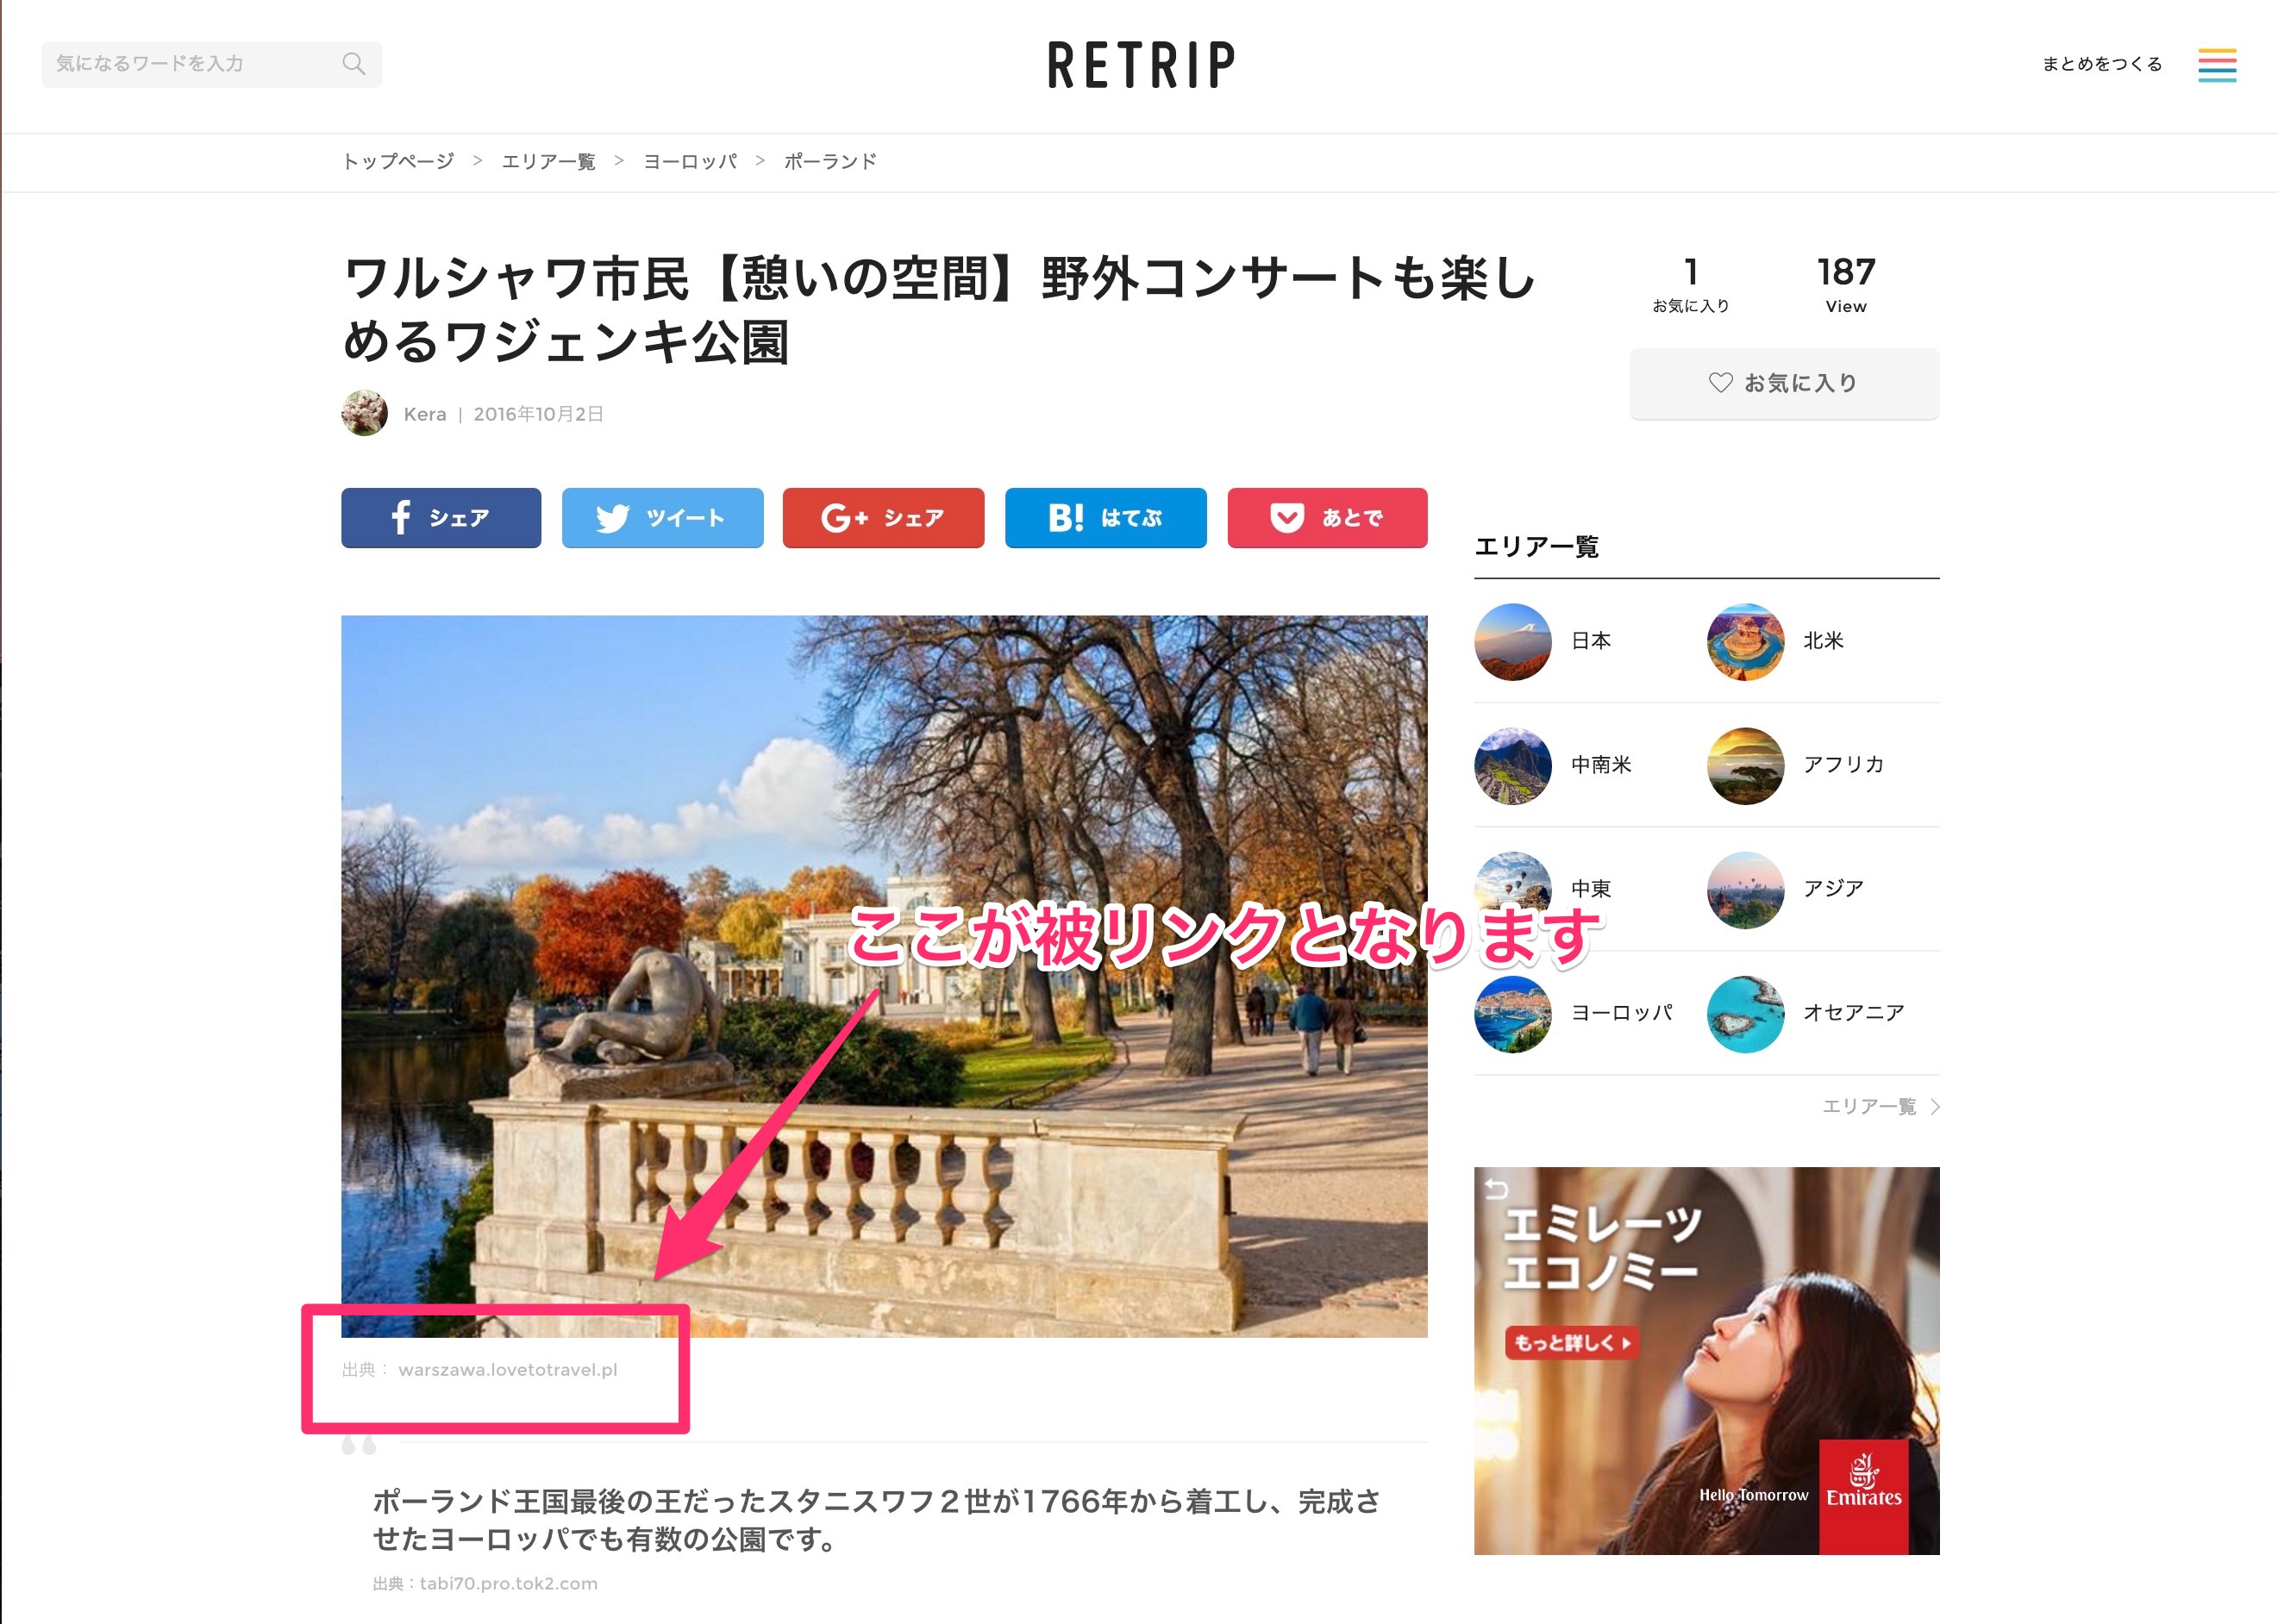 気になるワードを入力
RETRIP
まとめをつくる
トップページ > エリア一覧 > ヨーロッパ > ポーランド
ワルシャワ市民【憩いの空間】野外コンサートも楽し
めるワジェンキ公園
1
お気に入り
187
View
お気に入り
Kera | 2016年10月2日
シェア
ツイート
G+ シェア
B! はてぶ
あとで
エリア一覧
日本
北米
中南米
アフリカ
中東
アジア
ここが被リンクとなります
ヨーロッパ
オセアニア
エリア一覧 >
エミレーツ
エコノミー
もっと詳しく
Hello Tomorrow
Emirates
出典： warszawa.lovetotravel.pl
ポーランド王国最後の王だったスタニスワフ２世が1766年から着工し、完成さ
せたヨーロッパでも有数の公園です。
出典：tabi70.pro.tok2.com